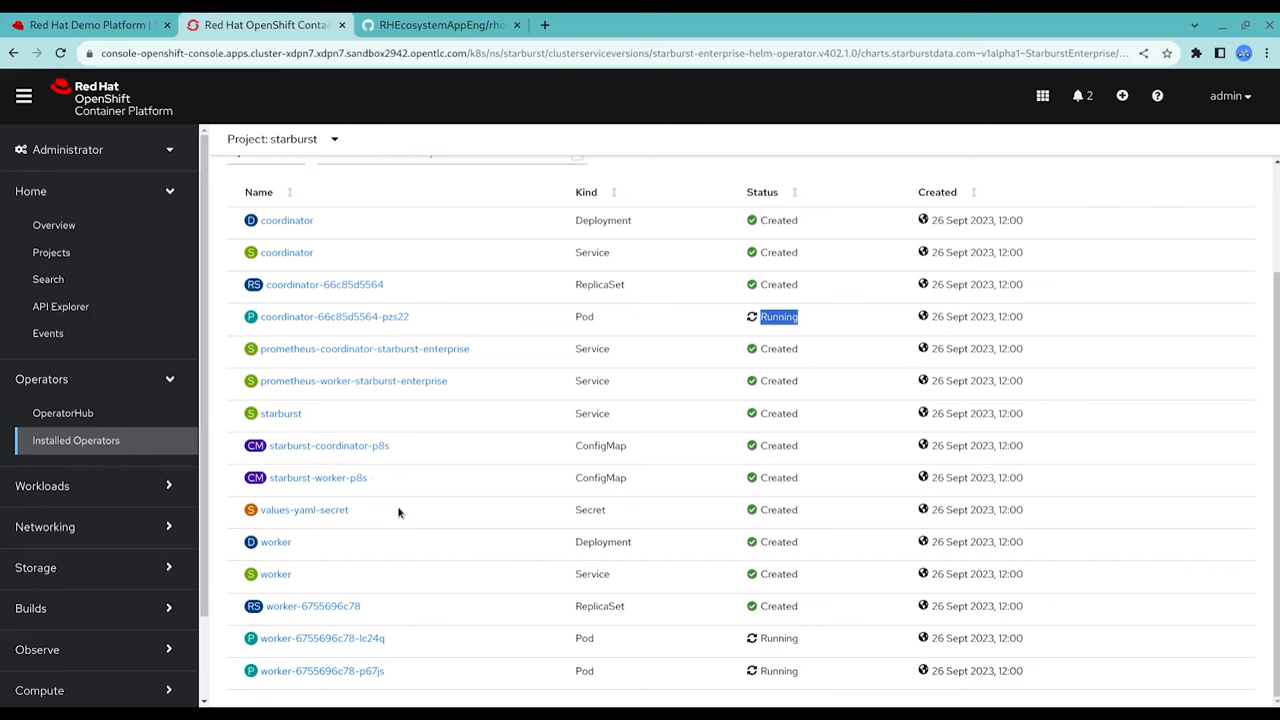 Red Hat Demo Platform |
Red Hat OpenShift Contai
RHEcosystemAppEng/rho
console-openshift-console.apps.cluster-xdpn7.xdpn7.sandbox2942.opentlc.com/k8s/ns/starburst/clusterserviceversions/starburst-enterprise-helm-operator.v402.1.0/charts.starburstdata.com~v1alpha1~StarburstEnterprise/...
Red Hat
OpenShift
Container Platform
2
admin
Administrator
Project: starburst
Home
Overview
Projects
Search
API Explorer
Events
Operators
OperatorHub
Installed Operators
Workloads
Networking
Storage
Builds
Observe
Compute
Name Kind Status Created
D coordinator Deployment Created 26 Sept 2023, 12:00
S coordinator Service Created 26 Sept 2023, 12:00
RS coordinator-66c85d5564 ReplicaSet Created 26 Sept 2023, 12:00
P coordinator-66c85d5564-pzs22 Pod Running 26 Sept 2023, 12:00
S prometheus-coordinator-starburst-enterprise Service Created 26 Sept 2023, 12:00
S prometheus-worker-starburst-enterprise Service Created 26 Sept 2023, 12:00
S starburst Service Created 26 Sept 2023, 12:00
CM starburst-coordinator-p8s ConfigMap Created 26 Sept 2023, 12:00
CM starburst-worker-p8s ConfigMap Created 26 Sept 2023, 12:00
S values-yaml-secret Secret Created 26 Sept 2023, 12:00
D worker Deployment Created 26 Sept 2023, 12:00
S worker Service Created 26 Sept 2023, 12:00
RS worker-6755696c78 ReplicaSet Created 26 Sept 2023, 12:00
P worker-6755696c78-lc24q Pod Running 26 Sept 2023, 12:00
P worker-6755696c78-p67js Pod Running 26 Sept 2023, 12:00